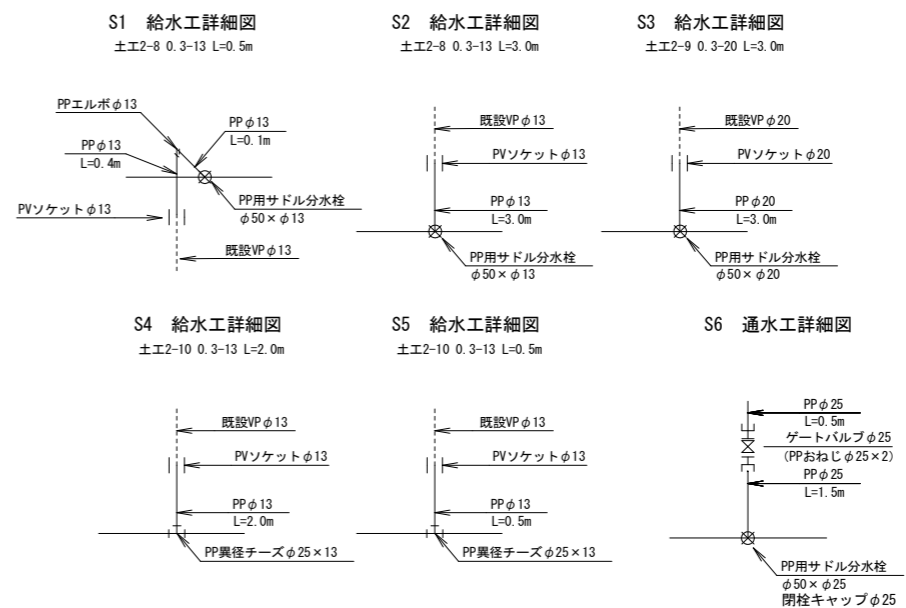 S1 給水工詳細図
土工2-8 0.3-13 L=0.5m
PPエルボφ13
PPφ13
L=0.1m
PPφ13
L=0.4m
PP用サドル分水栓
φ50×φ13
PVソケットφ13
既設VPφ13
S2 給水工詳細図
土工2-8 0.3-13 L=3.0m
既設VPφ13
PVソケットφ13
PPφ13
L=3.0m
PP用サドル分水栓
φ50×φ13
S3 給水工詳細図
土工2-9 0.3-20 L=3.0m
既設VPφ20
PVソケットφ20
PPφ20
L=3.0m
PP用サドル分水栓
φ50×φ20
S4 給水工詳細図
土工2-10 0.3-13 L=2.0m
既設VPφ13
PVソケットφ13
PPφ13
L=2.0m
PP異径チーズφ25×13
S5 給水工詳細図
土工2-10 0.3-13 L=0.5m
既設VPφ13
PVソケットφ13
PPφ13
L=0.5m
PP異径チーズφ25×13
S6 通水工詳細図
PPφ25
L=0.5m
ゲートバルブφ25
(PPおねじφ25×2)
PPφ25
L=1.5m
PP用サドル分水栓
φ50×φ25
閉栓キャップφ25